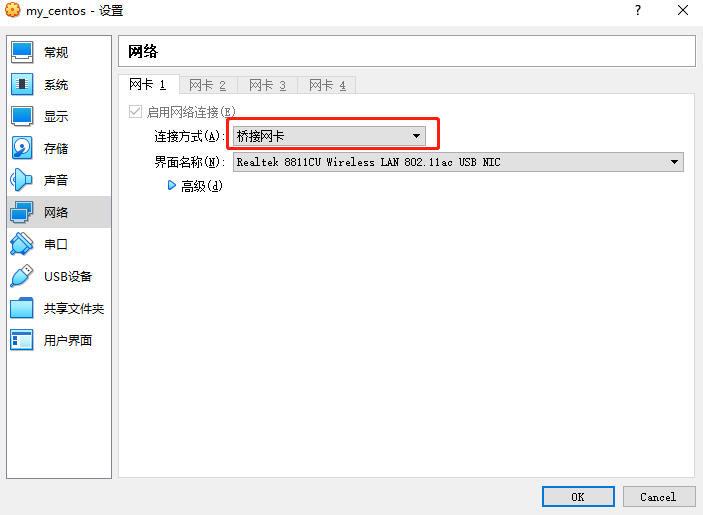 my_centos - 设置
?
常规
系统
显示
存储
声音
网络
串口
USB设备
共享文件夹
用户界面
网络
网卡 1 网卡 2 网卡 3 网卡 4
启用网络连接(E)
连接方式(A): 桥接网卡
界面名称(N): Realtek 8811CU Wireless LAN 802.11ac USB NIC
高级(d)
OK Cancel